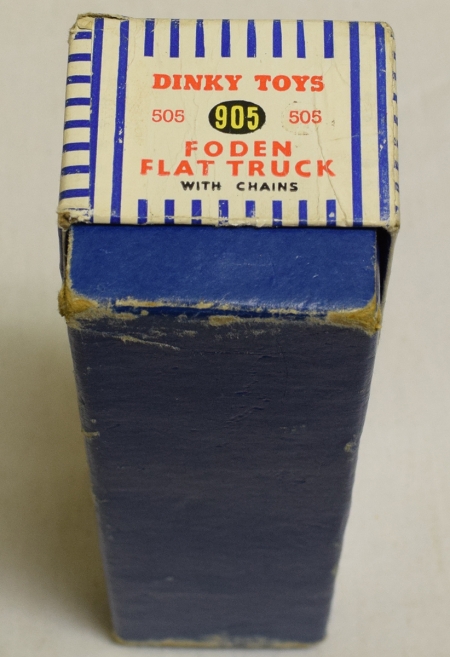 DINKY TOYS
505 905 505
FODEN
FLAT TRUCK
WITH CHAINS